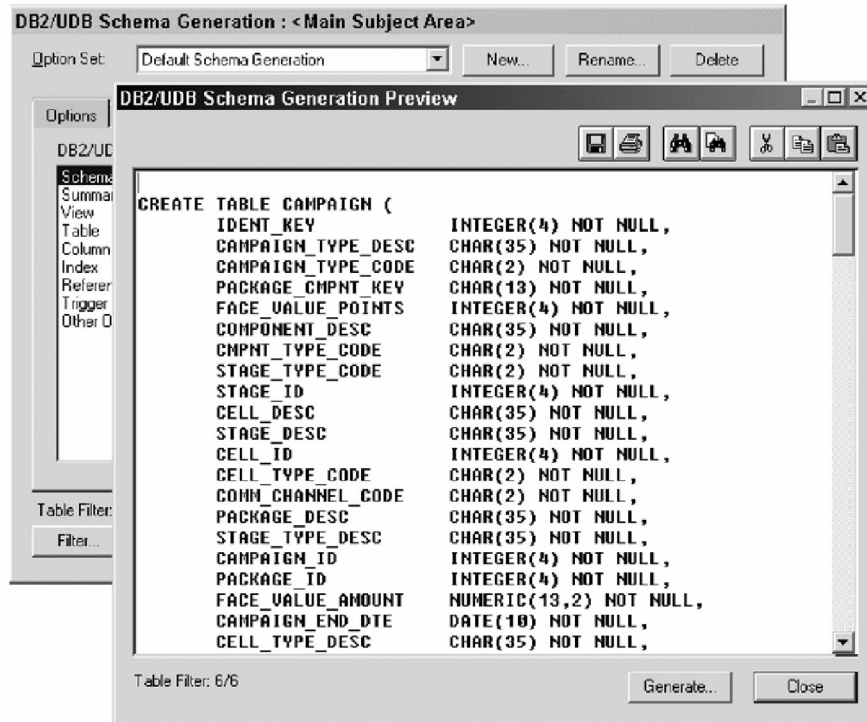 DB2/UDB Schema Generation : <Main Subject Area>
Option Set: Default Schema Generation New... Rename... Delete
DB2/UDB Schema Generation Preview
Options
DB2/UD
Schema
Summar
View
Table
Column
Index
Referen
Trigger
Other O
CREATE TABLE CAMPAIGN (
IDENT_KEY INTEGER(4) NOT NULL,
CAMPAIGN_TYPE_DESC CHAR(35) NOT NULL,
CAMPAIGN_TYPE_CODE CHAR(2) NOT NULL,
PACKAGE_CMPNT_KEY CHAR(13) NOT NULL,
FACE_VALUE_POINTS INTEGER(4) NOT NULL,
COMPONENT_DESC CHAR(35) NOT NULL,
CMPNT_TYPE_CODE CHAR(2) NOT NULL,
STAGE_TYPE_CODE CHAR(2) NOT NULL,
STAGE_ID INTEGER(4) NOT NULL,
CELL_DESC CHAR(35) NOT NULL,
STAGE_DESC CHAR(35) NOT NULL,
CELL_ID INTEGER(4) NOT NULL,
CELL_TYPE_CODE CHAR(2) NOT NULL,
COMM_CHANNEL_CODE CHAR(2) NOT NULL,
PACKAGE_DESC CHAR(35) NOT NULL,
STAGE_TYPE_DESC CHAR(35) NOT NULL,
CAMPAIGN_ID INTEGER(4) NOT NULL,
PACKAGE_ID INTEGER(4) NOT NULL,
FACE_VALUE_AMOUNT NUMERIC(13,2) NOT NULL,
CAMPAIGN_END_DTE DATE(10) NOT NULL,
CELL_TYPE_DESC CHAR(35) NOT NULL,
Table Filter:
Filter...
Table Filter: 6/6
Generate... Close